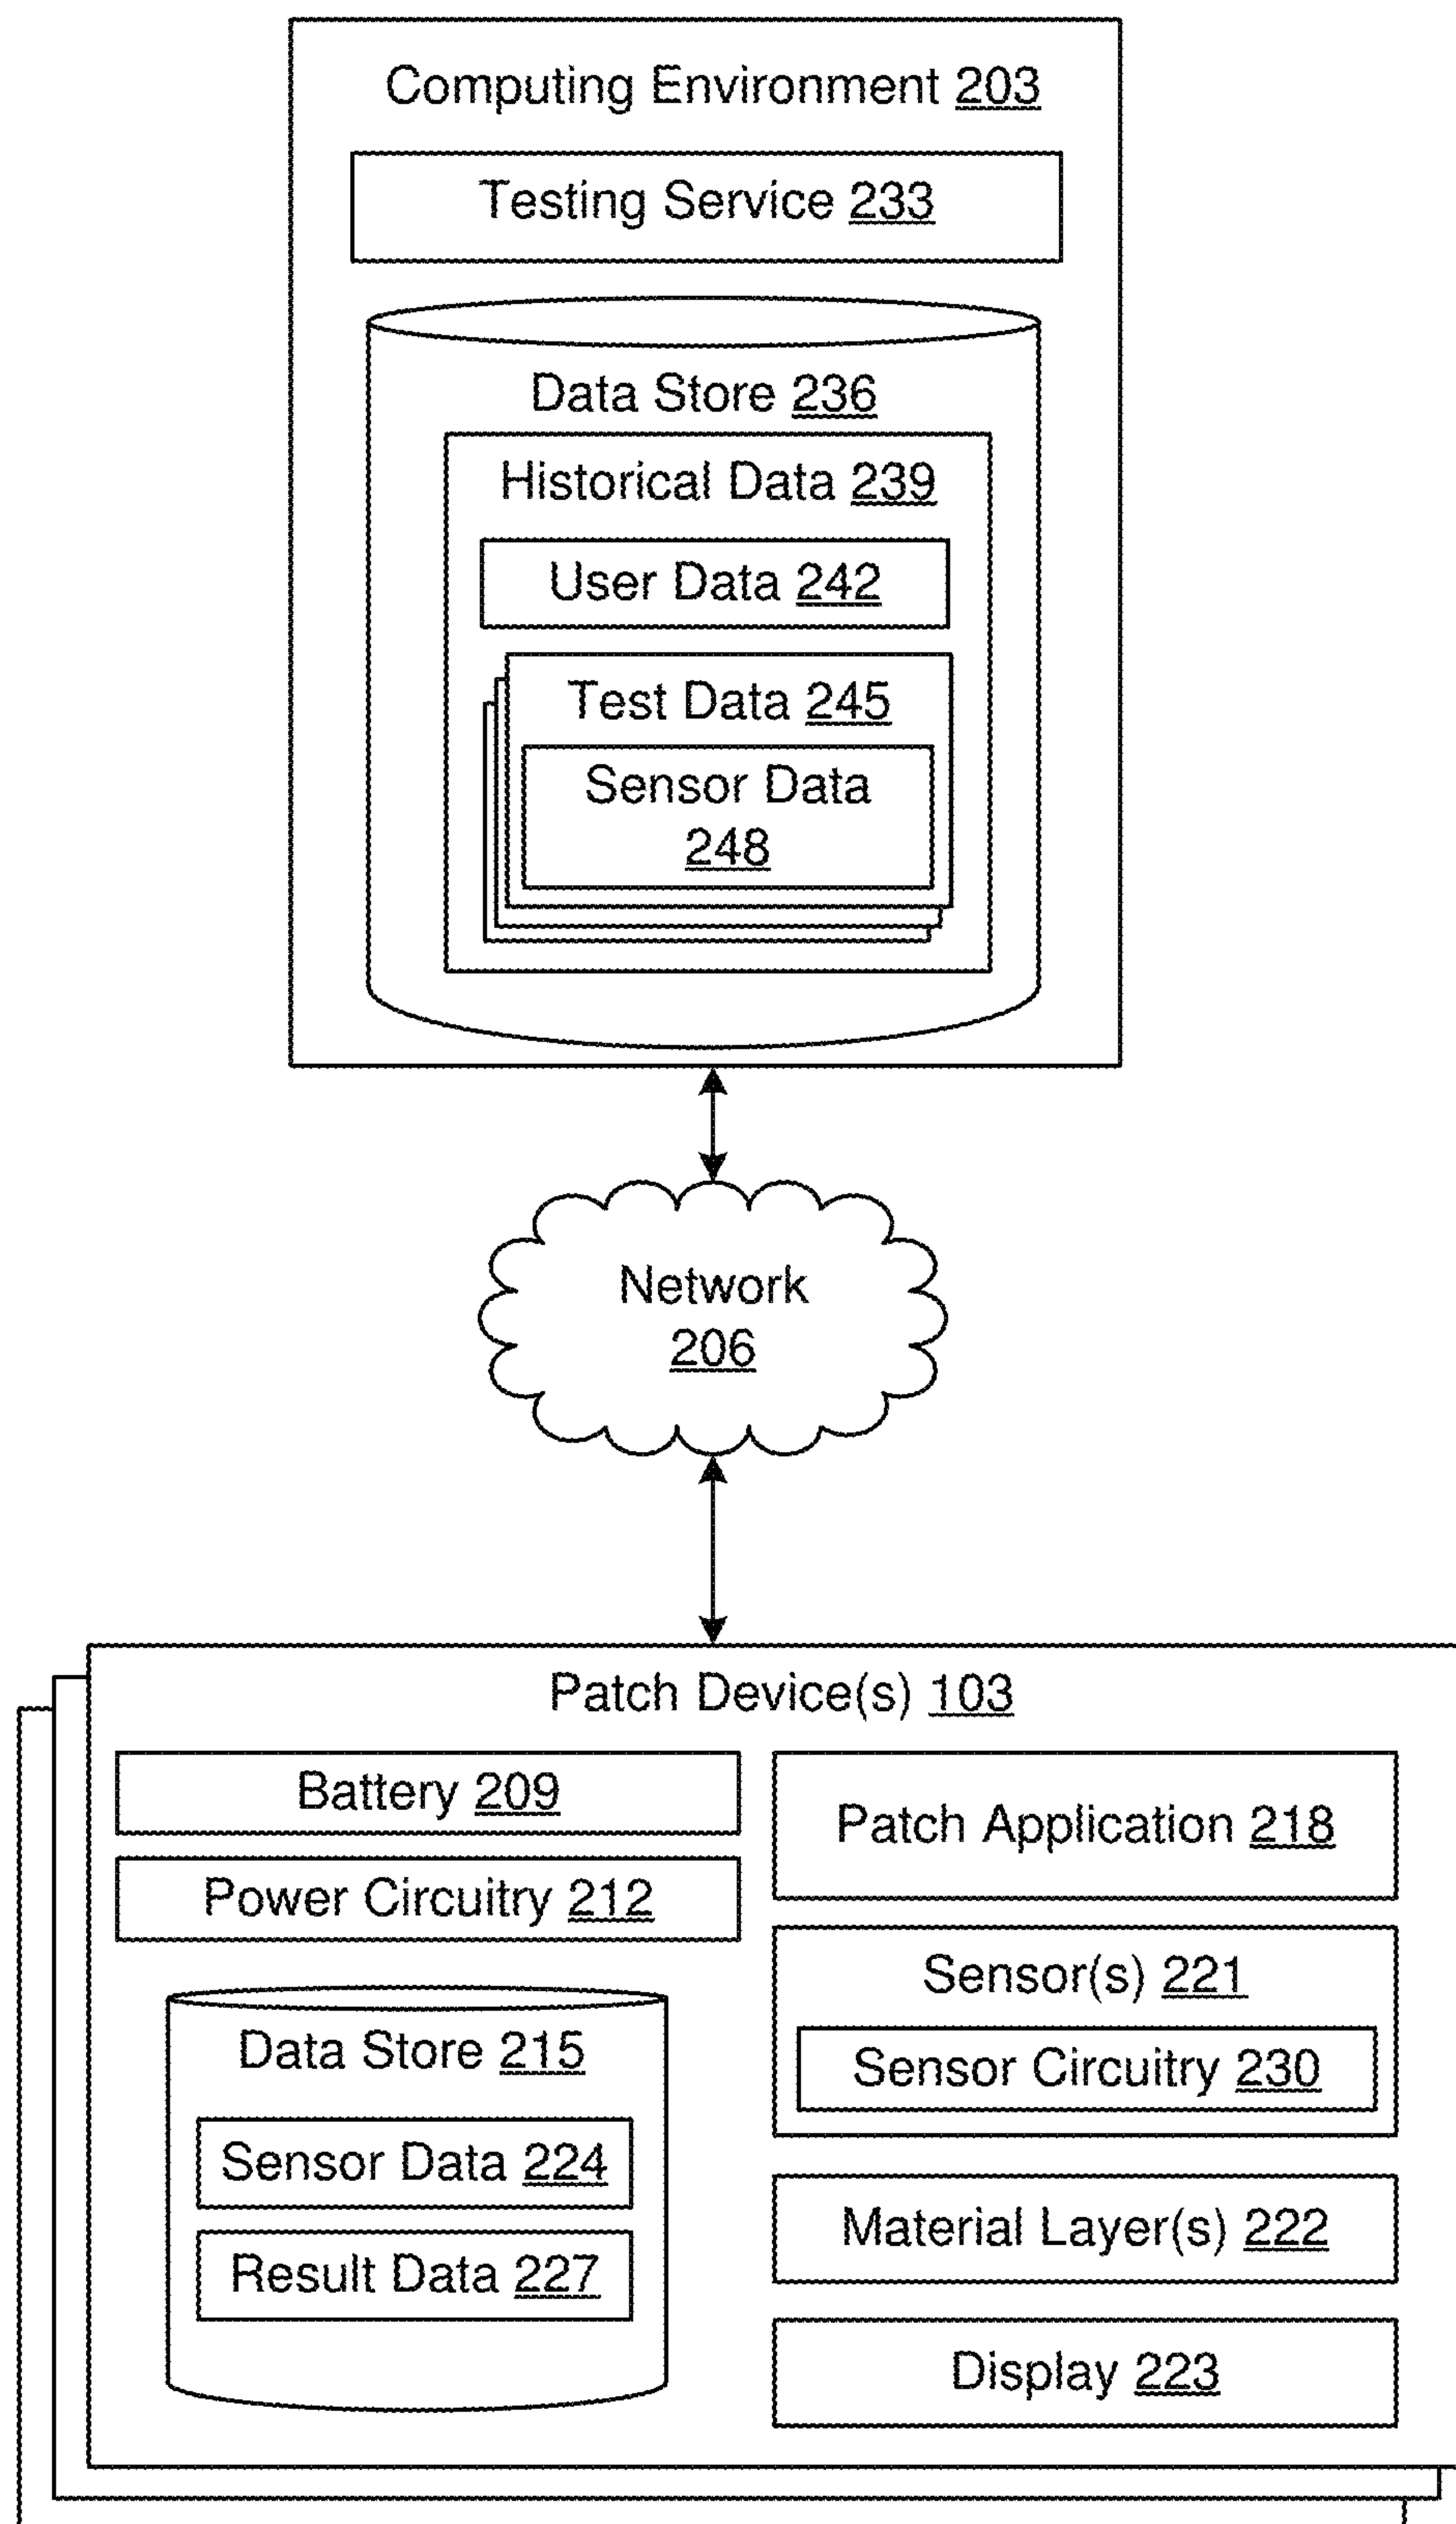 Computing Environment 203
Testing Service 233
Data Store 236
Historical Data 239
User Data 242
Test Data 245
Sensor Data
248
Network
206
Patch Device(s) 103
Battery 209
Power Circuitry 212
Data Store 215
Sensor Data 224
Result Data 227
Patch Application 218
Sensor(s) 221
Sensor Circuitry 230
Material Layer(s) 222
Display 223